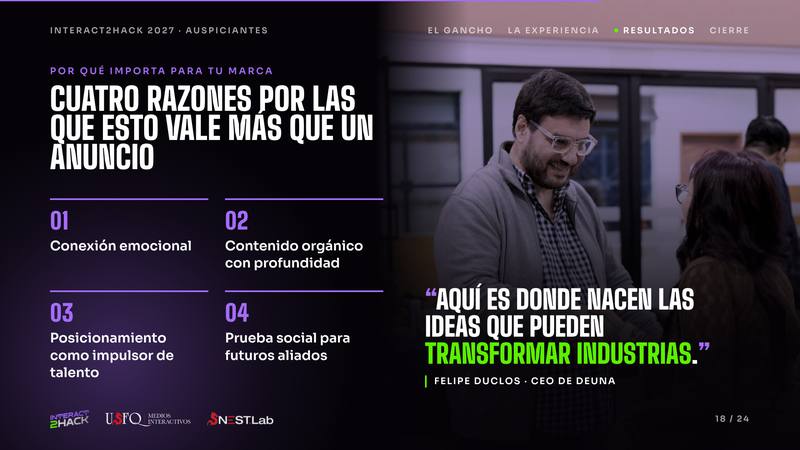 INTERACT2HACK 2027 · AUSPICIANTES
EL GANCHO LA EXPERIENCIA • RESULTADOS CIERRE
POR QUÉ IMPORTA PARA TU MARCA
CUATRO RAZONES POR LAS
QUE ESTO VALE MÁS QUE UN
ANUNCIO
01
Conexión emocional
02
Contenido orgánico
con profundidad
03
Posicionamiento
como impulsor de
talento
04
Prueba social para
futuros aliados
“AQUÍ ES DONDE NACEN LAS
IDEAS QUE PUEDEN
TRANSFORMAR INDUSTRIAS.”
FELIPE DUCLOS · CEO DE DEUNA
INTERACT
2HACK
USFQ
MEDIOS
INTERACTIVOS
NESTLab
18 / 24